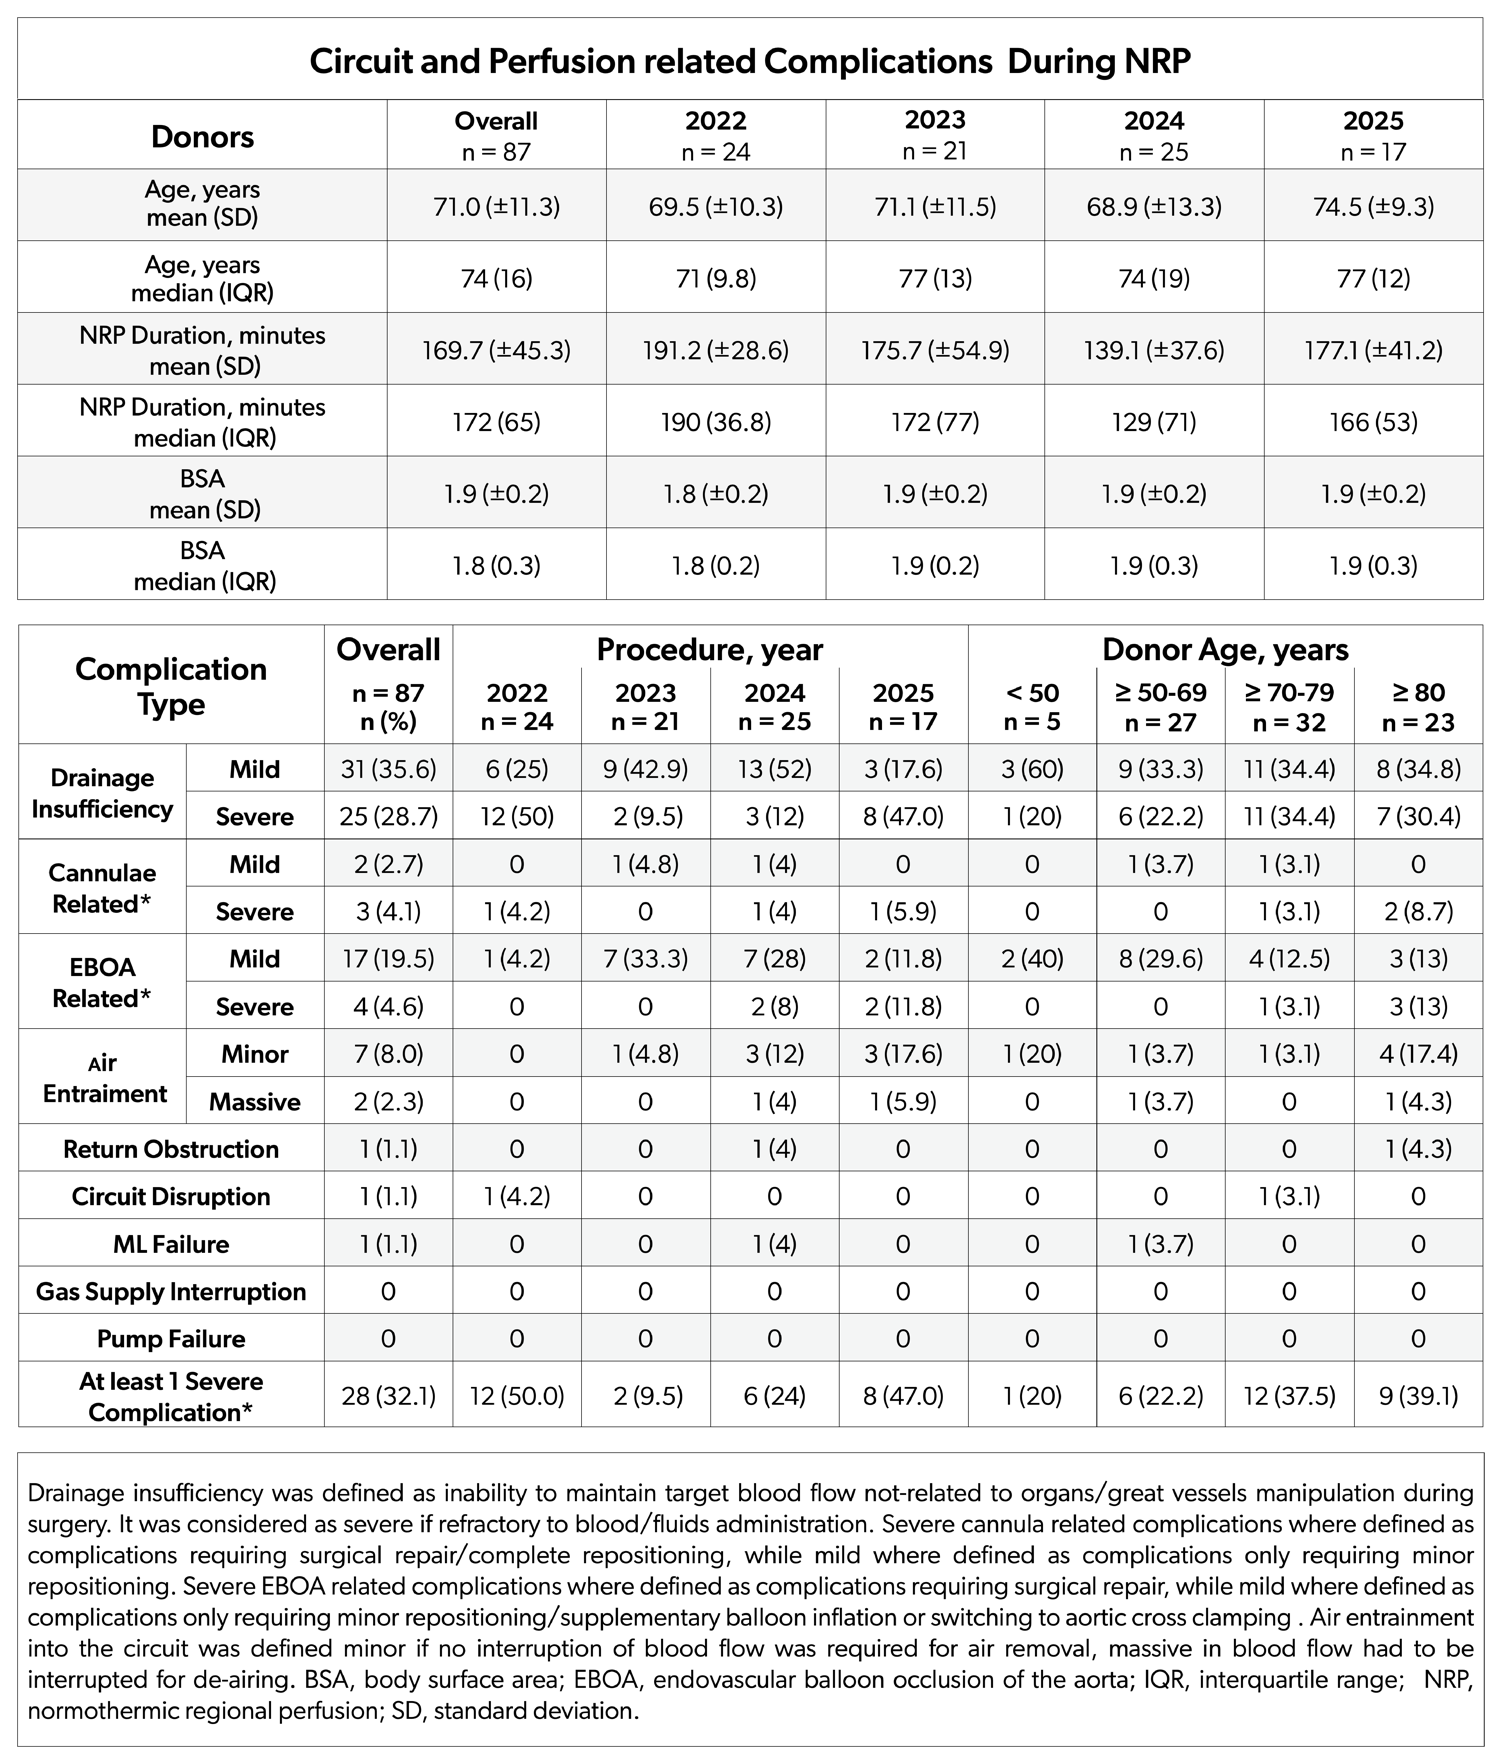 Circuit and Perfusion related Complications During NRP
Donors
Overall
n = 87
2022
n = 24
2023
n = 21
2024
n = 25
2025
n = 17
Age, years
mean (SD)
71.0 (±11.3)
69.5 (±10.3)
71.1 (±11.5)
68.9 (±13.3)
74.5 (±9.3)
Age, years
median (IQR)
74 (16)
71 (9.8)
77 (13)
74 (19)
77 (12)
NRP Duration, minutes
mean (SD)
169.7 (±45.3)
191.2 (±28.6)
175.7 (±54.9)
139.1 (±37.6)
177.1 (±41.2)
NRP Duration, minutes
median (IQR)
172 (65)
190 (36.8)
172 (77)
129 (71)
166 (53)
BSA
mean (SD)
1.9 (±0.2)
1.8 (±0.2)
1.9 (±0.2)
1.9 (±0.2)
1.9 (±0.2)
BSA
median (IQR)
1.8 (0.3)
1.8 (0.2)
1.9 (0.2)
1.9 (0.3)
1.9 (0.3)
Complication
Type
Overall
n = 87
n (%)
Procedure, year
2022
n = 24
2023
n = 21
2024
n = 25
2025
n = 17
Donor Age, years
< 50
n = 5
≥ 50-69
n = 27
≥ 70-79
n = 32
≥ 80
n = 23
Drainage
Insufficiency
Mild
31 (35.6)
6 (25)
9 (42.9)
13 (52)
3 (17.6)
3 (60)
9 (33.3)
11 (34.4)
8 (34.8)
Severe
25 (28.7)
12 (50)
2 (9.5)
3 (12)
8 (47.0)
1 (20)
6 (22.2)
11 (34.4)
7 (30.4)
Cannulae
Related*
Mild
2 (2.7)
0
1 (4.8)
1 (4)
0
0
1 (3.7)
1 (3.1)
0
Severe
3 (4.1)
1 (4.2)
0
1 (4)
1 (5.9)
0
0
1 (3.1)
2 (8.7)
EBOA
Related*
Mild
17 (19.5)
1 (4.2)
7 (33.3)
7 (28)
2 (11.8)
2 (40)
8 (29.6)
4 (12.5)
3 (13)
Severe
4 (4.6)
0
0
2 (8)
2 (11.8)
0
0
1 (3.1)
3 (13)
Air
Entraiment
Minor
7 (8.0)
0
1 (4.8)
3 (12)
3 (17.6)
1 (20)
1 (3.7)
1 (3.1)
4 (17.4)
Massive
2 (2.3)
0
0
1 (4)
1 (5.9)
0
1 (3.7)
0
1 (4.3)
Return Obstruction
1 (1.1)
0
0
1 (4)
0
0
0
0
1 (4.3)
Circuit Disruption
1 (1.1)
1 (4.2)
0
0
0
0
0
1 (3.1)
0
ML Failure
1 (1.1)
0
0
1 (4)
0
0
1 (3.7)
0
0
Gas Supply Interruption
0
0
0
0
0
0
0
0
0
Pump Failure
0
0
0
0
0
0
0
0
0
At least 1 Severe
Complication*
28 (32.1)
12 (50.0)
2 (9.5)
6 (24)
8 (47.0)
1 (20)
6 (22.2)
12 (37.5)
9 (39.1)
Drainage insufficiency was defined as inability to maintain target blood flow not-related to organs/great vessels manipulation during
surgery. It was considered as severe if refractory to blood/fluids administration. Severe cannula related complications where defined as
complications requiring surgical repair/complete repositioning, while mild where defined as complications only requiring minor
repositioning. Severe EBOA related complications where defined as complications requiring surgical repair, while mild where defined as
complications only requiring minor repositioning/supplementary balloon inflation or switching to aortic cross clamping . Air entrainment
into the circuit was defined minor if no interruption of blood flow was required for air removal, massive in blood flow had to be
interrupted for de-airing. BSA, body surface area; EBOA, endovascular balloon occlusion of the aorta; IQR, interquartile range; NRP,
normothermic regional perfusion; SD, standard deviation.